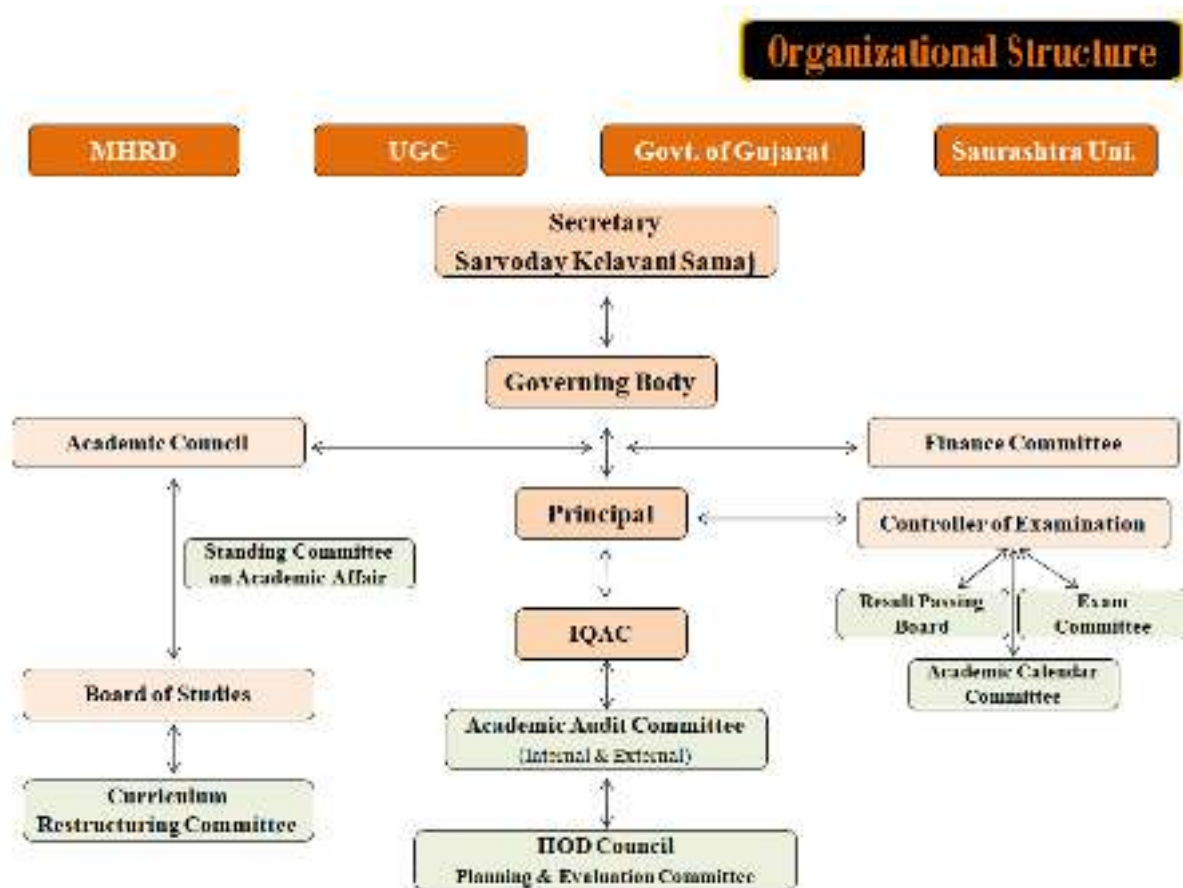 Organizational Structure
MHRD
UGC
Govt. of Gujarat
Saurashtra Uni.
Secretary
Sarvoday Kelavani Samaj
Governing Body
Academic Council
Finance Committee
Principal
Controller of Examination
Standing Committee
on Academic Affair
Result Passing
Board
Exam
Committee
IQAC
Academic Calendar
Committee
Board of Studies
Academic Audit Committee
(Internal & External)
Curriculum
Restructuring Committee
HOD Council
Planning & Evaluation Committee